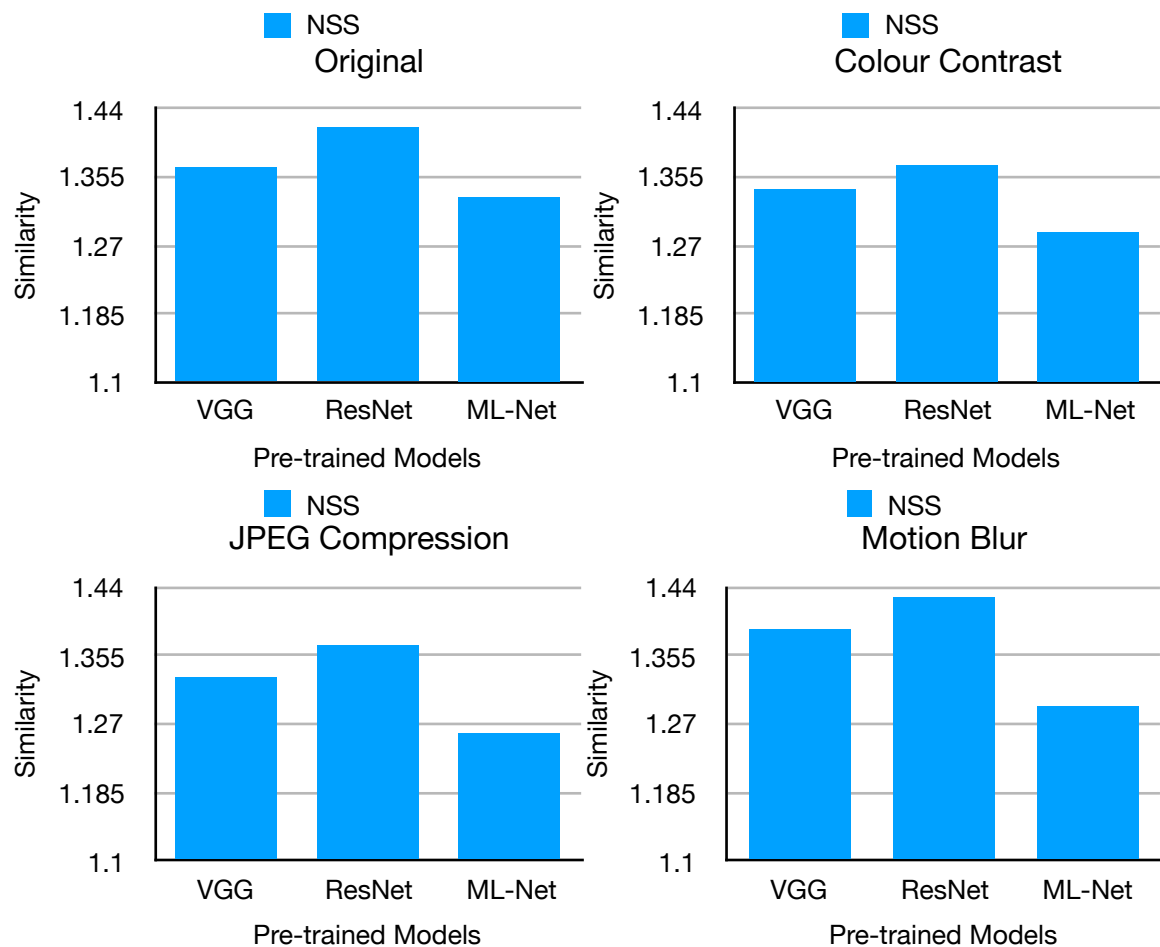 NSS
Original
1.44
1.355
1.27
1.185
1.1
Similarity
VGG ResNet ML-Net
Pre-trained Models
NSS
Colour Contrast
1.44
1.355
1.27
1.185
1.1
Similarity
VGG ResNet ML-Net
Pre-trained Models
NSS
JPEG Compression
1.44
1.355
1.27
1.185
1.1
Similarity
VGG ResNet ML-Net
Pre-trained Models
NSS
Motion Blur
1.44
1.355
1.27
1.185
1.1
Similarity
VGG ResNet ML-Net
Pre-trained Models